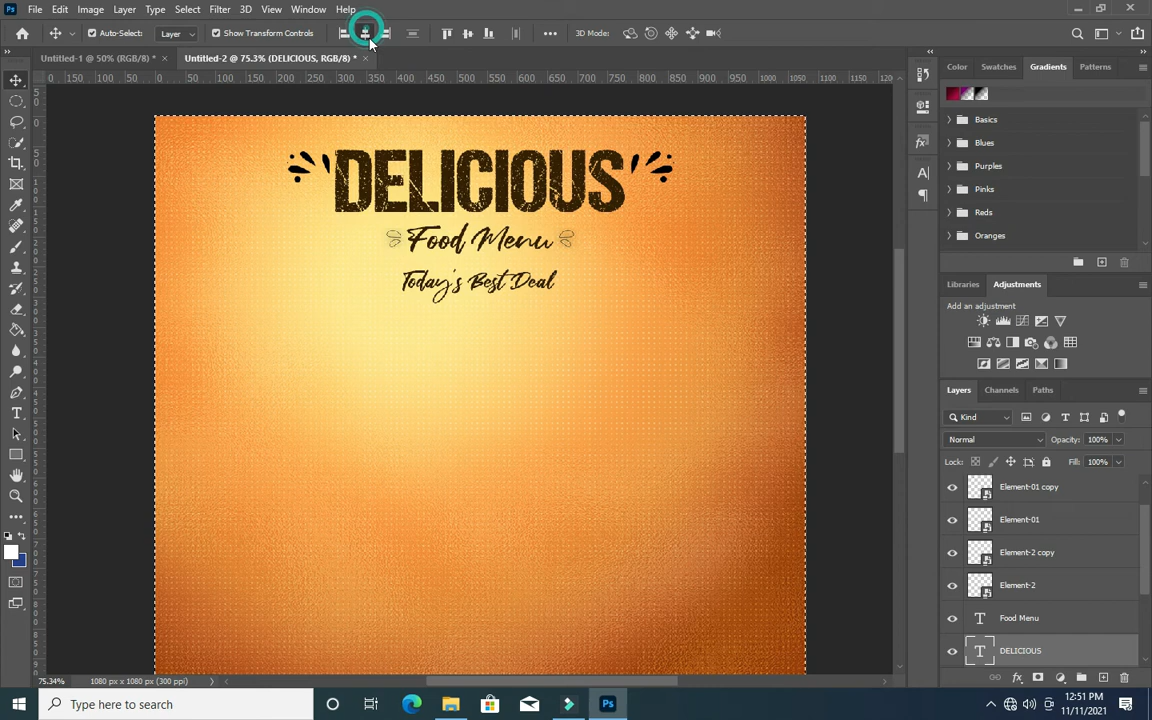 Ps File Edit Image Layer Type Select Filter 3D View Window Help
Auto-Select: Layer Show Transform Controls 3D Mode:
Untitled-1 @ 50% (RGB/8) * × Untitled-2 @ 75.3% (DELICIOUS, RGB/8) * ×
DELICIOUS
Food Menu
Today's Best Deal
Color Swatches Gradients Patterns
Basics
Blues
Purples
Pinks
Reds
Oranges
Libraries Adjustments
Add an adjustment
Layers Channels Paths
Kind
Normal Opacity: 100%
Lock: Fill: 100%
Element-01 copy
Element-01
Element-2 copy
Element-2
T Food Menu
T DELICIOUS
75.34% 1080 px x 1080 px (300 ppi)
Type here to search
Ps
12:51 PM
11/11/2021